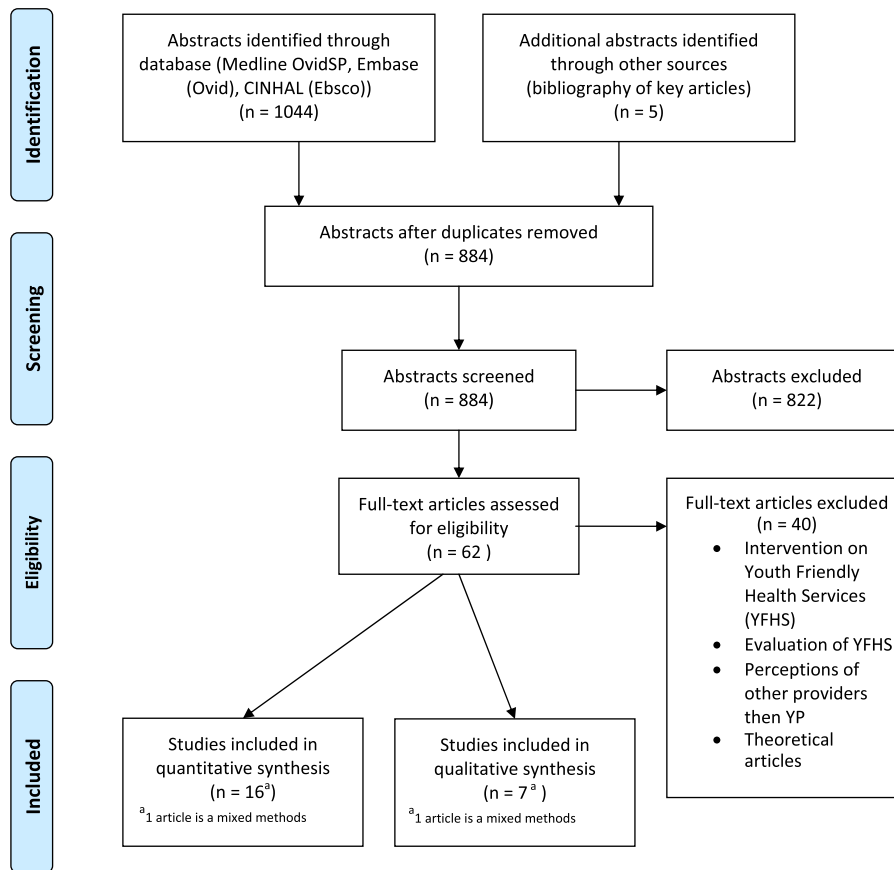 Identification
Abstracts identified through
database (Medline OvidSP, Embase
(Ovid), CINHAL (Ebsco))
(n = 1044)
Additional abstracts identified
through other sources
(bibliography of key articles)
(n = 5)
Abstracts after duplicates removed
(n = 884)
Screening
Abstracts screened
(n = 884)
Abstracts excluded
(n = 822)
Eligibility
Full-text articles assessed
for eligibility
(n = 62 )
Full-text articles excluded
(n = 40)
• Intervention on
Youth Friendly
Health Services
(YFHS)
• Evaluation of YFHS
• Perceptions of
other providers
then YP
• Theoretical
articles
Included
Studies included in
quantitative synthesis
(n = 16ᵃ)
ᵃ1 article is a mixed methods
Studies included in
qualitative synthesis
(n = 7 ᵃ )
ᵃ1 article is a mixed methods